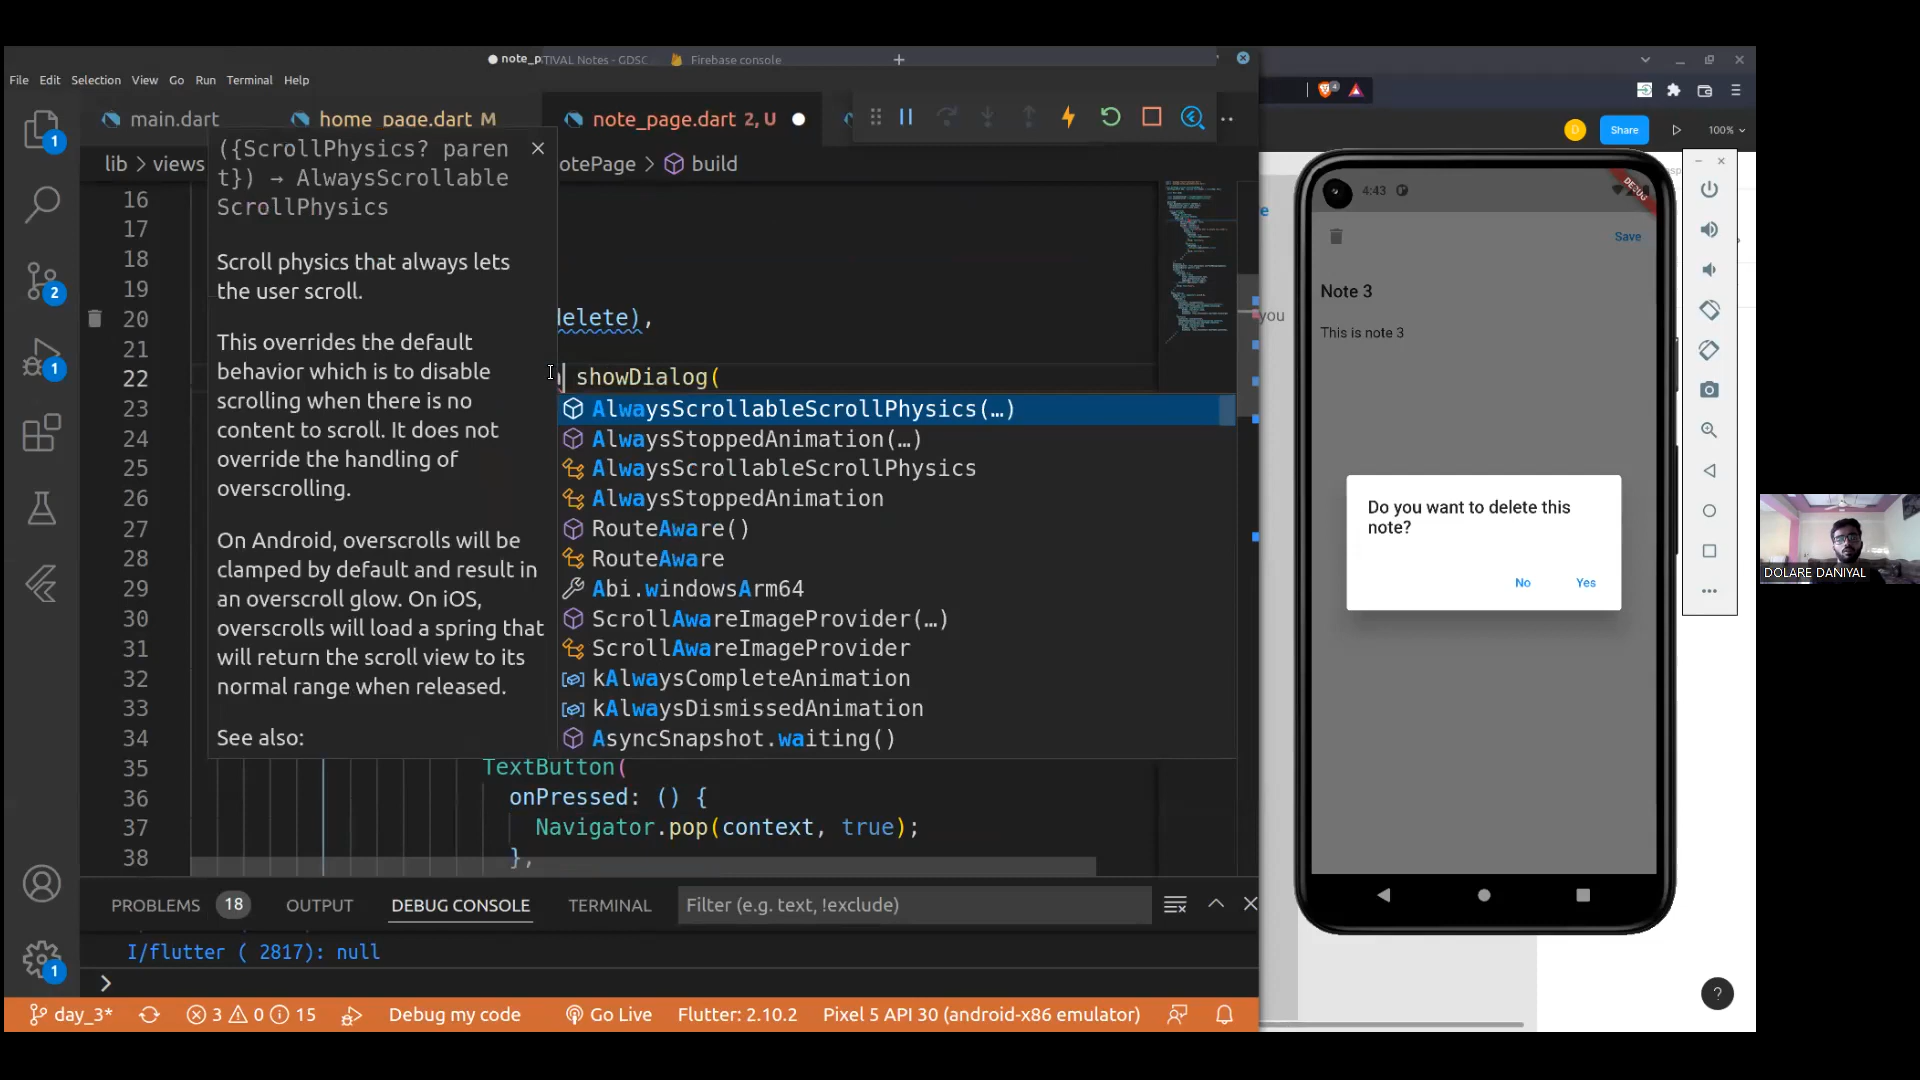 note_p
TIVAL Notes - GDSC
Firebase console
File Edit Selection View Go Run Terminal Help
main.dart
home_page.dart M
note_page.dart 2, U
Share
100%
lib > views
otePage > build
({ScrollPhysics? paren
t}) → AlwaysScrollable
ScrollPhysics
Scroll physics that always lets
the user scroll.
This overrides the default
behavior which is to disable
scrolling when there is no
content to scroll. It does not
override the handling of
overscrolling.
On Android, overscrolls will be
clamped by default and result in
an overscroll glow. On iOS,
overscrolls will load a spring that
will return the scroll view to its
normal range when released.
See also:
16
17
18
19
20 delete),
21
22 showDialog(
23
24
25
26
27
28
29
30
31
32
33
34
35 TextButton(
36 onPressed: () {
37 Navigator.pop(context, true);
38 },
AlwaysScrollableScrollPhysics(…)
AlwaysStoppedAnimation(…)
AlwaysScrollableScrollPhysics
AlwaysStoppedAnimation
RouteAware()
RouteAware
Abi.windowsArm64
ScrollAwareImageProvider(…)
ScrollAwareImageProvider
kAlwaysCompleteAnimation
kAlwaysDismissedAnimation
AsyncSnapshot.waiting()
PROBLEMS 18 OUTPUT DEBUG CONSOLE TERMINAL Filter (e.g. text, !exclude)
I/flutter ( 2817): null
>
day_3* 3 0 15 Debug my code Go Live Flutter: 2.10.2 Pixel 5 API 30 (android-x86 emulator)
you
4:43
DEBUG
Save
Note 3
This is note 3
Do you want to delete this
note?
No Yes
DOLARE DANIYAL